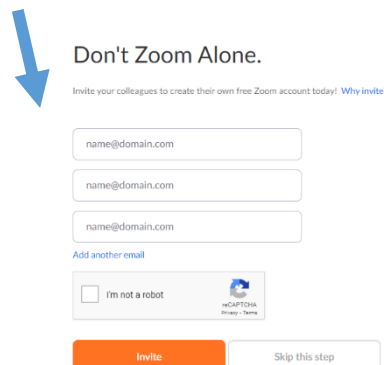 Don't Zoom Alone.
Invite your colleagues to create their own free Zoom account today! Why invite
name@domain.com
name@domain.com
name@domain.com
Add another email
I'm not a robot
reCAPTCHA
Privacy - Terms
Invite
Skip this step